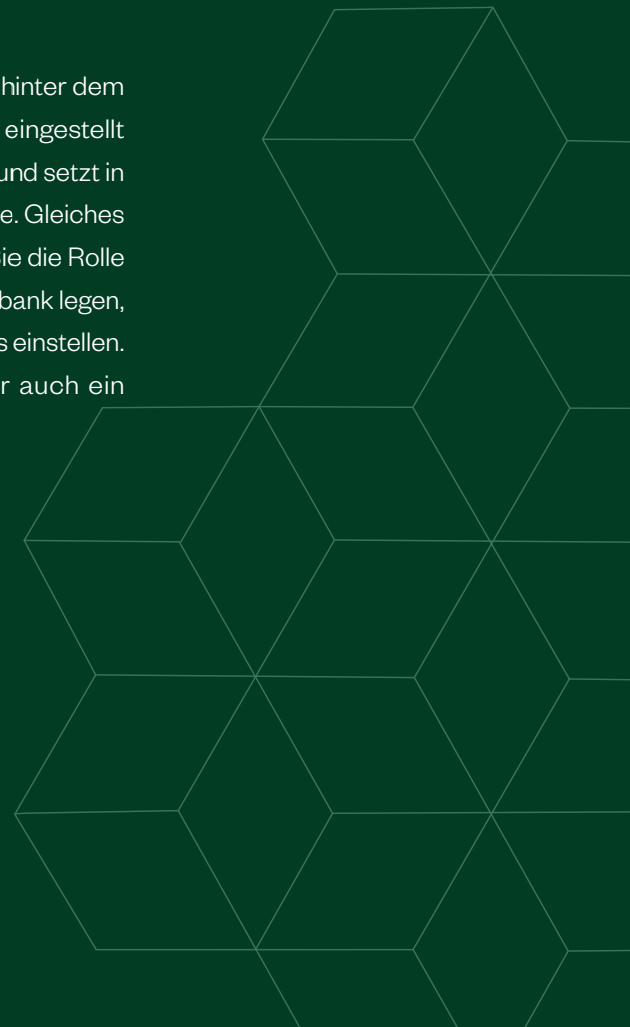 hinter dem
eingestellt
und setzt in
e. Gleiches
ie die Rolle
bank legen,
s einstellen.
r auch ein